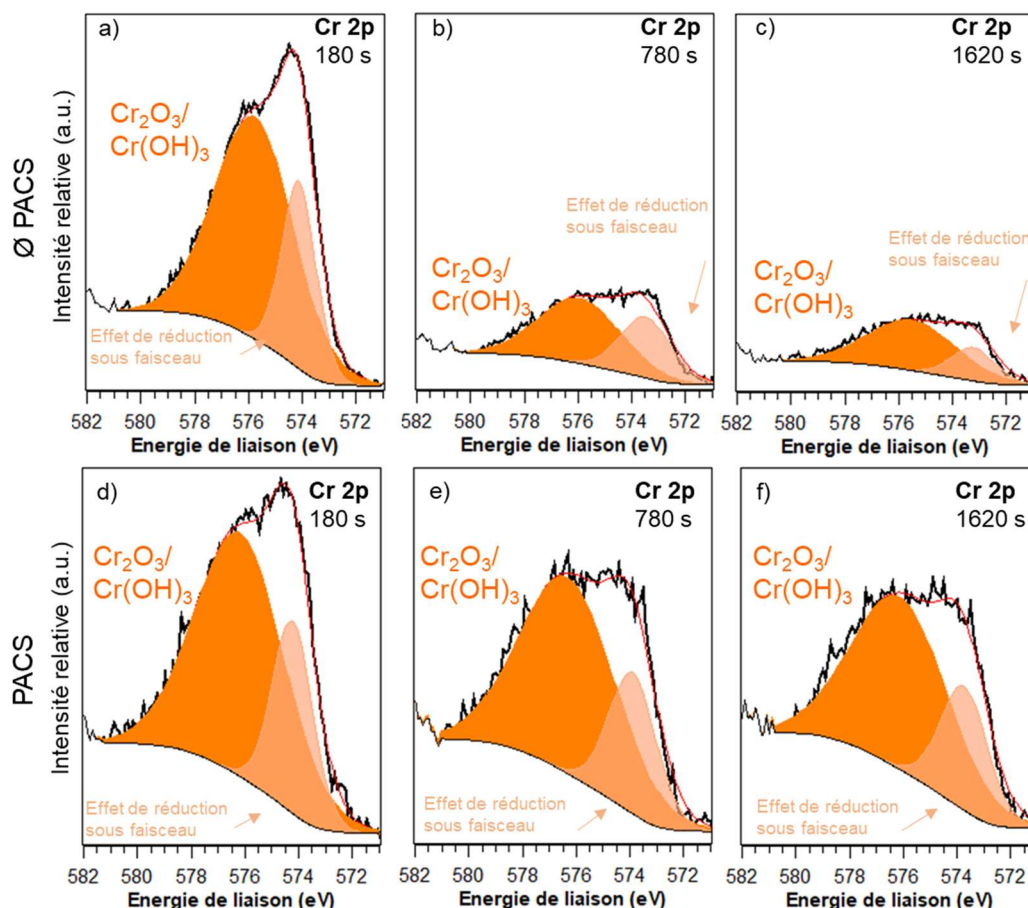 a)
Cr 2p
180 s
Cr₂O₃/
Cr(OH)₃
Effet de réduction
sous faisceau
582 580 578 576 574 572
Energie de liaison (eV)
Intensité relative (a.u.)
Ø PACS
b)
Cr 2p
780 s
Effet de réduction
sous faisceau
Cr₂O₃/
Cr(OH)₃
582 580 578 576 574 572
Energie de liaison (eV)
c)
Cr 2p
1620 s
Effet de réduction
sous faisceau
Cr₂O₃/
Cr(OH)₃
582 580 578 576 574 572
Energie de liaison (eV)
d)
Cr 2p
180 s
Cr₂O₃/
Cr(OH)₃
Effet de réduction
sous faisceau
582 580 578 576 574 572
Energie de liaison (eV)
Intensité relative (a.u.)
PACS
e)
Cr 2p
780 s
Cr₂O₃/
Cr(OH)₃
Effet de réduction
sous faisceau
582 580 578 576 574 572
Energie de liaison (eV)
f)
Cr 2p
1620 s
Cr₂O₃/
Cr(OH)₃
Effet de réduction
sous faisceau
582 580 578 576 574 572
Energie de liaison (eV)